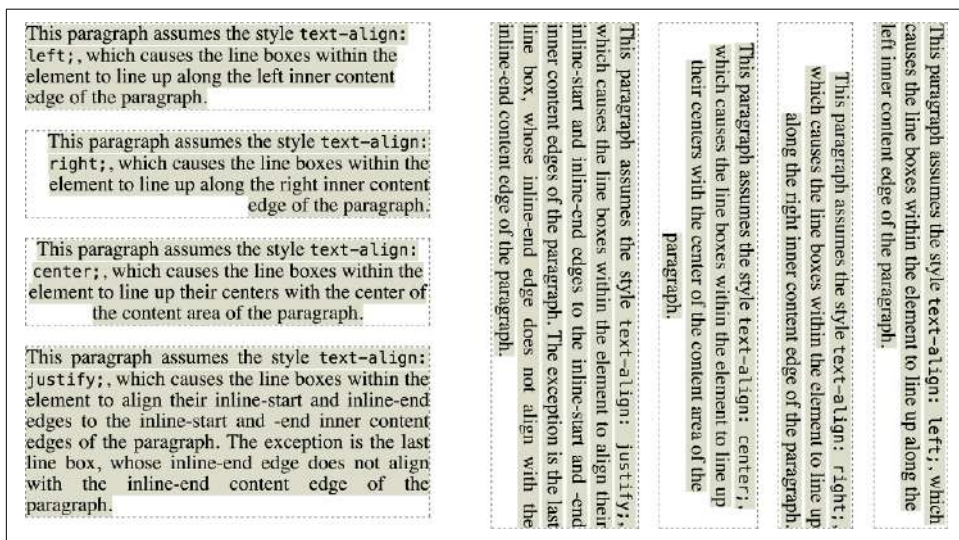 This paragraph assumes the style text-align:
left;, which causes the line boxes within the
element to line up along the left inner content
edge of the paragraph.
This paragraph assumes the style text-align:
right;, which causes the line boxes within the
element to line up along the right inner content
edge of the paragraph.
This paragraph assumes the style text-align:
center;, which causes the line boxes within the
element to line up their centers with the center of
the content area of the paragraph.
This paragraph assumes the style text-align:
justify;, which causes the line boxes within the
element to align their inline-start and inline-end
edges to the inline-start and -end inner content
edges of the paragraph. The exception is the last
line box, whose inline-end edge does not align
with the inline-end content edge of the
paragraph.
This paragraph assumes the style text-align: left;, which
causes the line boxes within the element to line up along the
left inner content edge of the paragraph.
This paragraph assumes the style text-align: right;,
which causes the line boxes within the element to line up
along the right inner content edge of the paragraph.
This paragraph assumes the style text-align: center;,
which causes the line boxes within the element to line up
their centers with the center of the content area of the
paragraph.
This paragraph assumes the style text-align: justify;,
which causes the line boxes within the element to align their
inline-start and inline-end edges to the inline-start and -end
inner content edges of the paragraph. The exception is the last
line box, whose inline-end edge does not align with the
inline-end content edge of the paragraph.